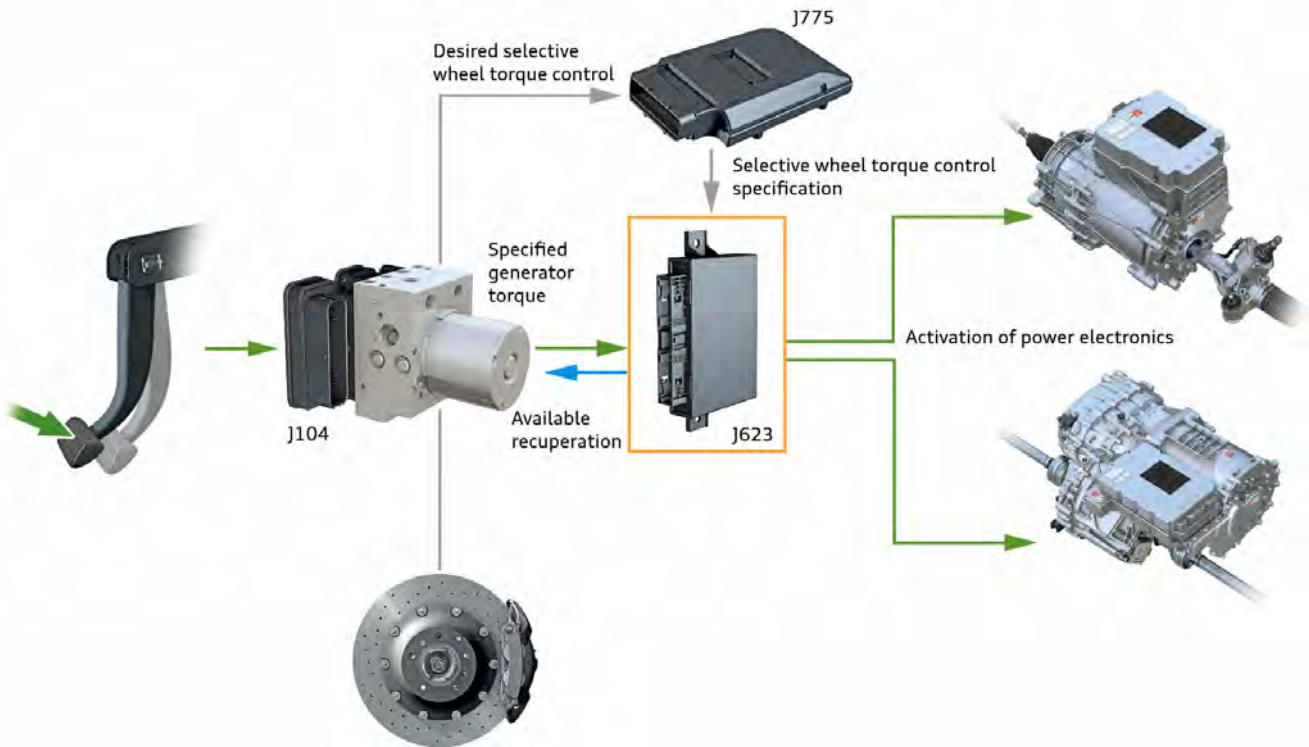 J775
Desired selective
wheel torque control
Selective wheel torque control
specification
Specified
generator
torque
Activation of power electronics
J104
Available
recuperation
J623